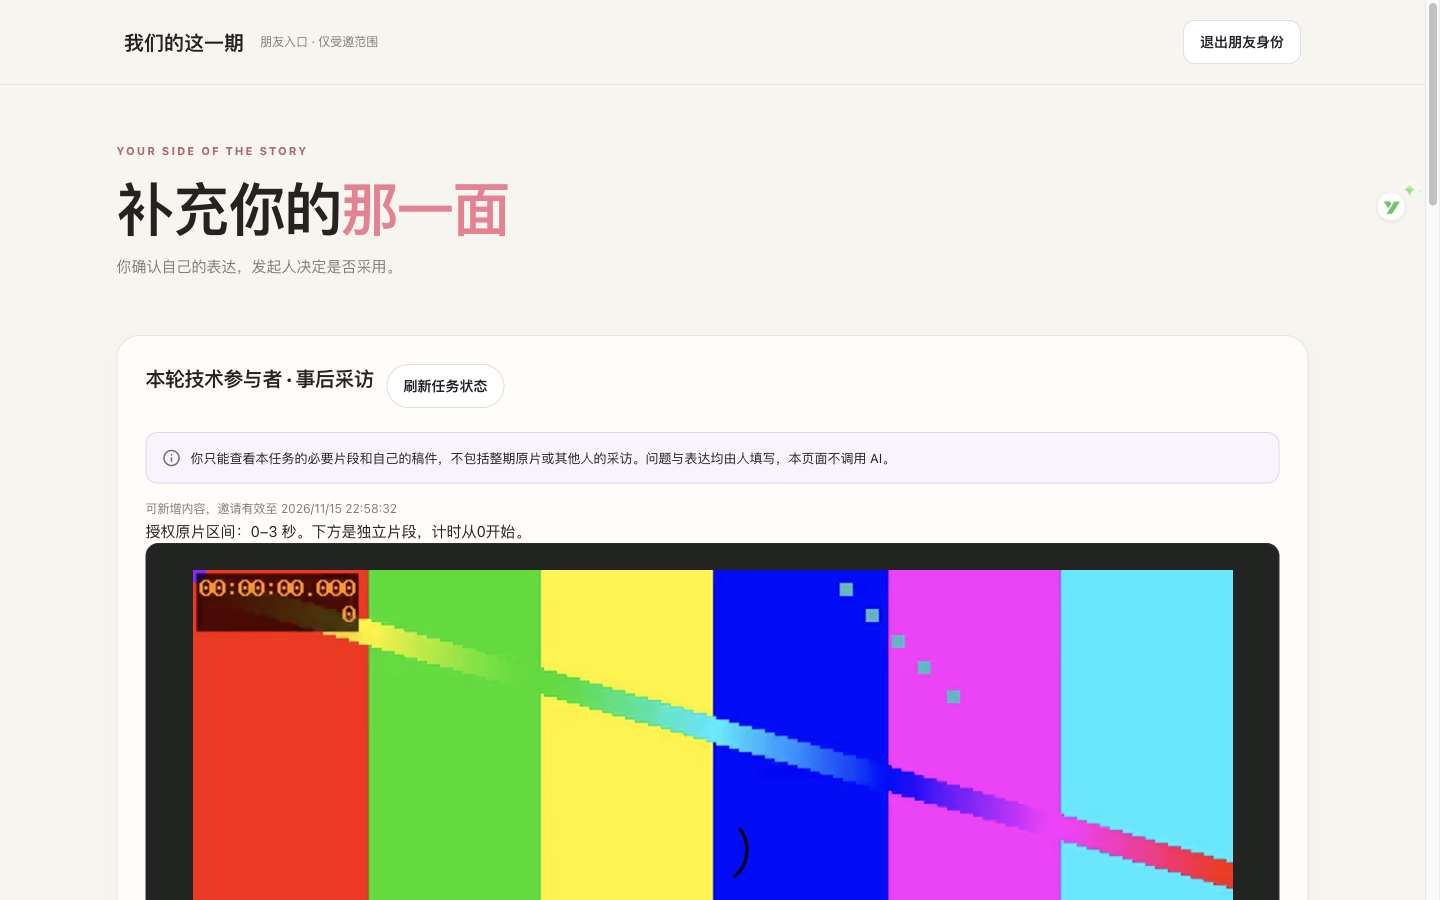 我们的这一期
朋友入口 · 仅受邀范围
退出朋友身份
YOUR SIDE OF THE STORY
补充你的那一面
你确认自己的表达，发起人决定是否采用。
本轮技术参与者 · 事后采访
刷新任务状态
你只能查看本任务的必要片段和自己的稿件，不包括整期原片或其他人的采访。问题与表达均由人填写，本页面不调用 AI。
可新增内容，邀请有效至 2026/11/15 22:58:32
授权原片区间：0–3 秒。下方是独立片段，计时从0开始。
00:00:00.000
0